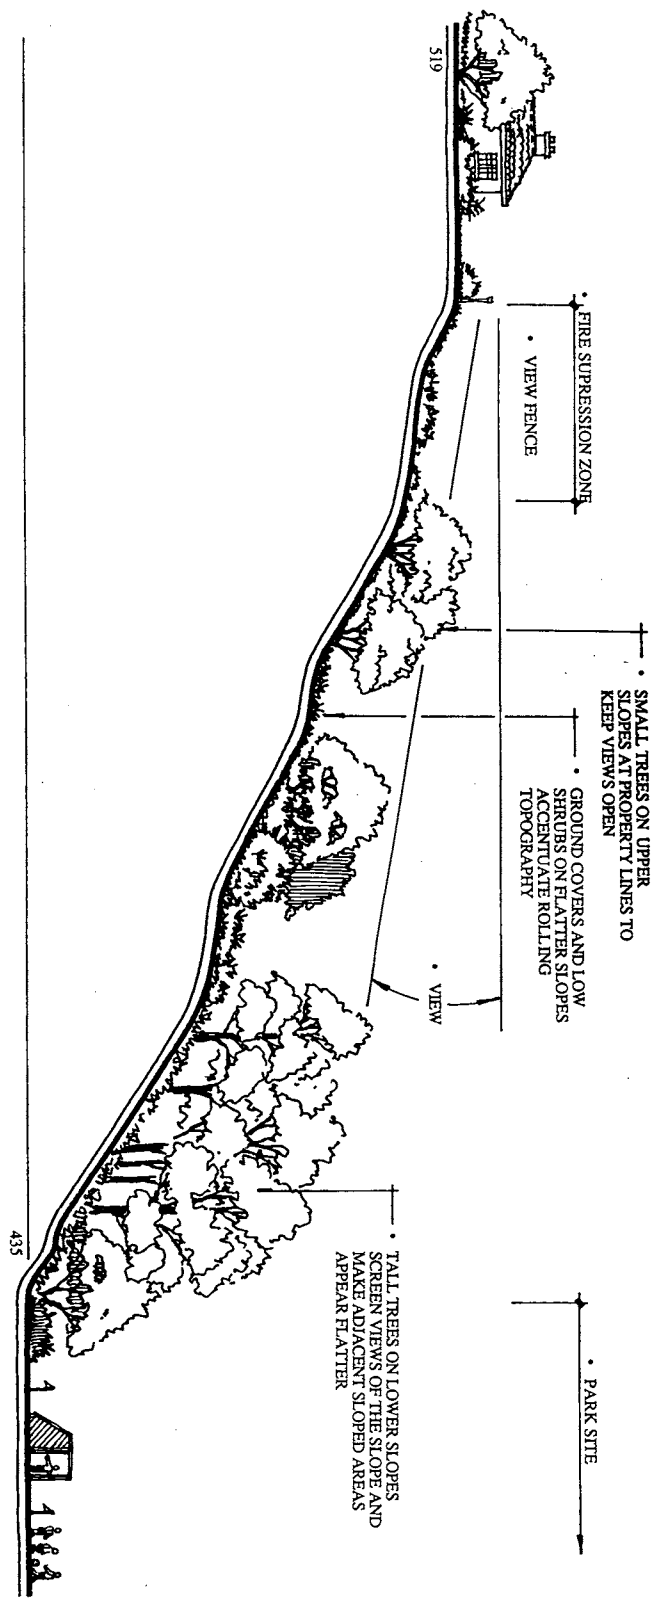 519
• FIRE SUPRESSION ZONE
• VIEW FENCE
• SMALL TREES ON UPPER
SLOPES AT PROPERTY LINES TO
KEEP VIEWS OPEN
• GROUND COVERS AND LOW
SHRUBS ON FLATTER SLOPES
ACCENTUATE ROLLING
TOPOGRAPHY
• VIEW
• TALL TREES ON LOWER SLOPES
SCREEN VIEWS OF THE SLOPE AND
MAKE ADJACENT SLOPED AREAS
APPEAR FLATTER
• PARK SITE
435